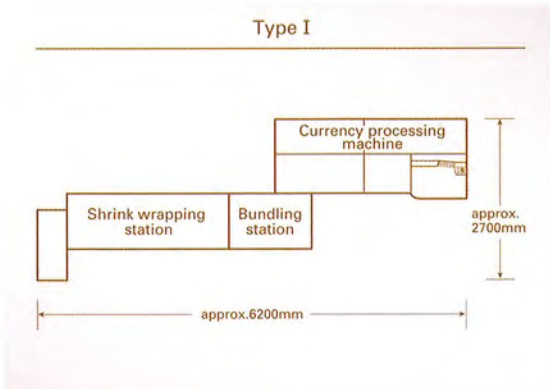 Type I
Currency processing
machine
Shrink wrapping
station
Bundling
station
approx.
2700mm
approx.6200mm